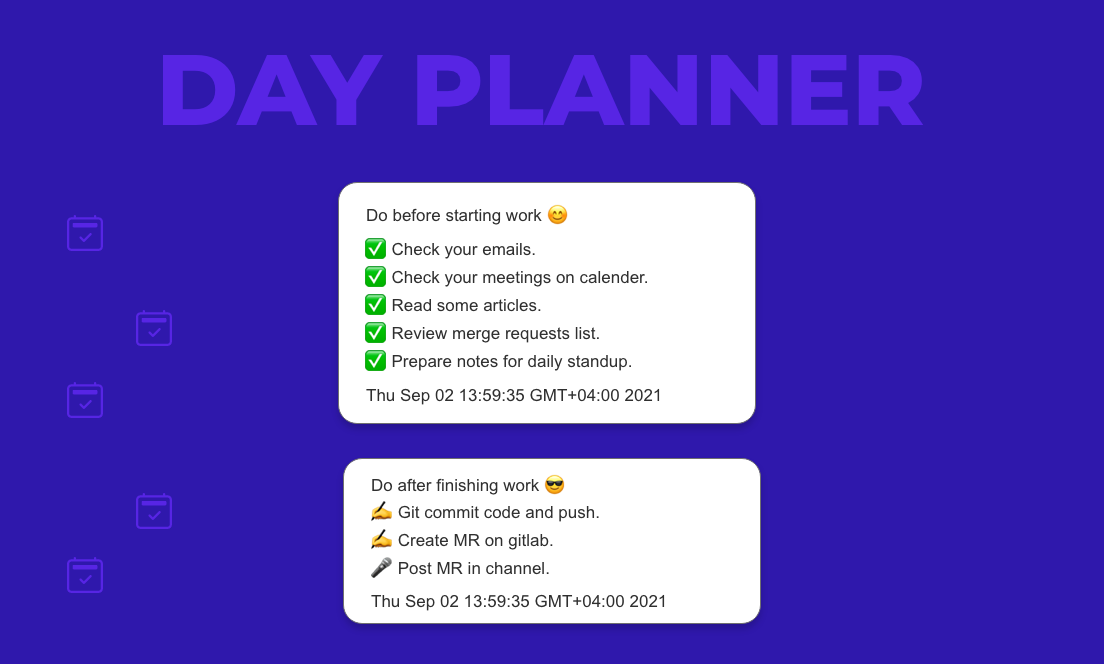 DAY PLANNER
Do before starting work 😊
✅ Check your emails.
✅ Check your meetings on calender.
✅ Read some articles.
✅ Review merge requests list.
✅ Prepare notes for daily standup.
Thu Sep 02 13:59:35 GMT+04:00 2021
Do after finishing work 😎
✍️ Git commit code and push.
✍️ Create MR on gitlab.
🎤 Post MR in channel.
Thu Sep 02 13:59:35 GMT+04:00 2021